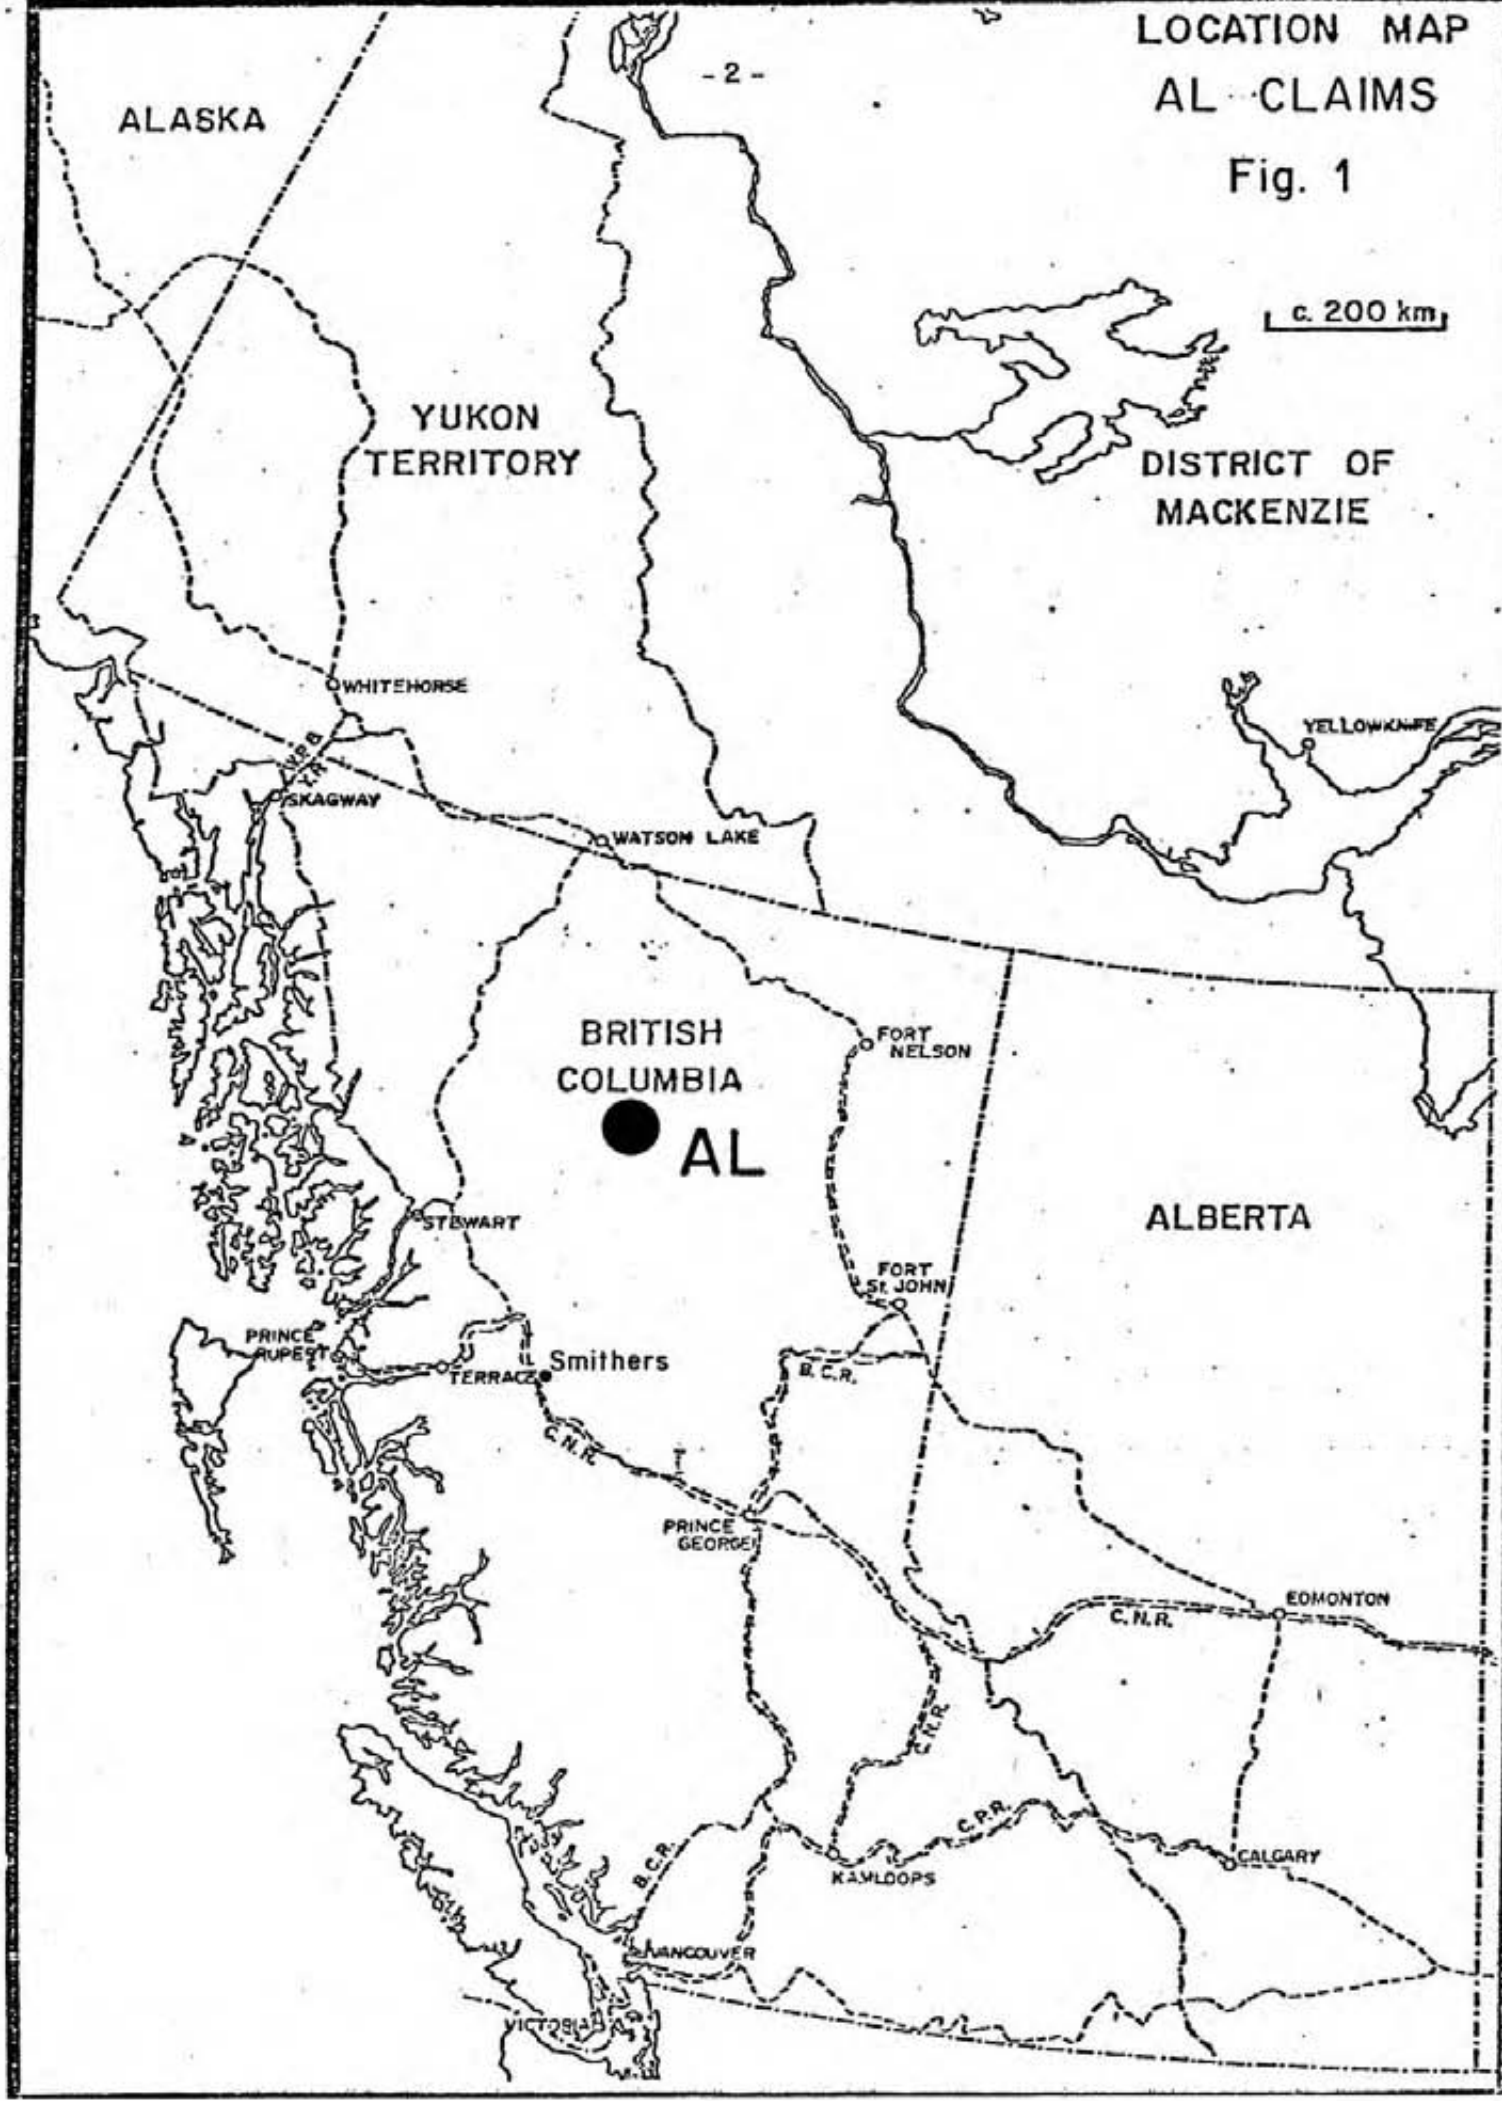 LOCATION MAP
AL CLAIMS
Fig. 1
- 2 -
ALASKA
c. 200 km
YUKON
TERRITORY
DISTRICT OF
MACKENZIE
WHITEHORSE
YELLOWKNIFE
W.P.&
Y.R.
SKAGWAY
WATSON LAKE
BRITISH
COLUMBIA
FORT
NELSON
AL
STEWART
ALBERTA
FORT
St. JOHN
PRINCE
RUPERT
TERRACE
Smithers
B.C.R.
C.N.R.
PRINCE
GEORGE
EDMONTON
C.N.R.
C.N.R.
C.P.R.
B.C.R.
KAMLOOPS
CALGARY
VANCOUVER
VICTORIA